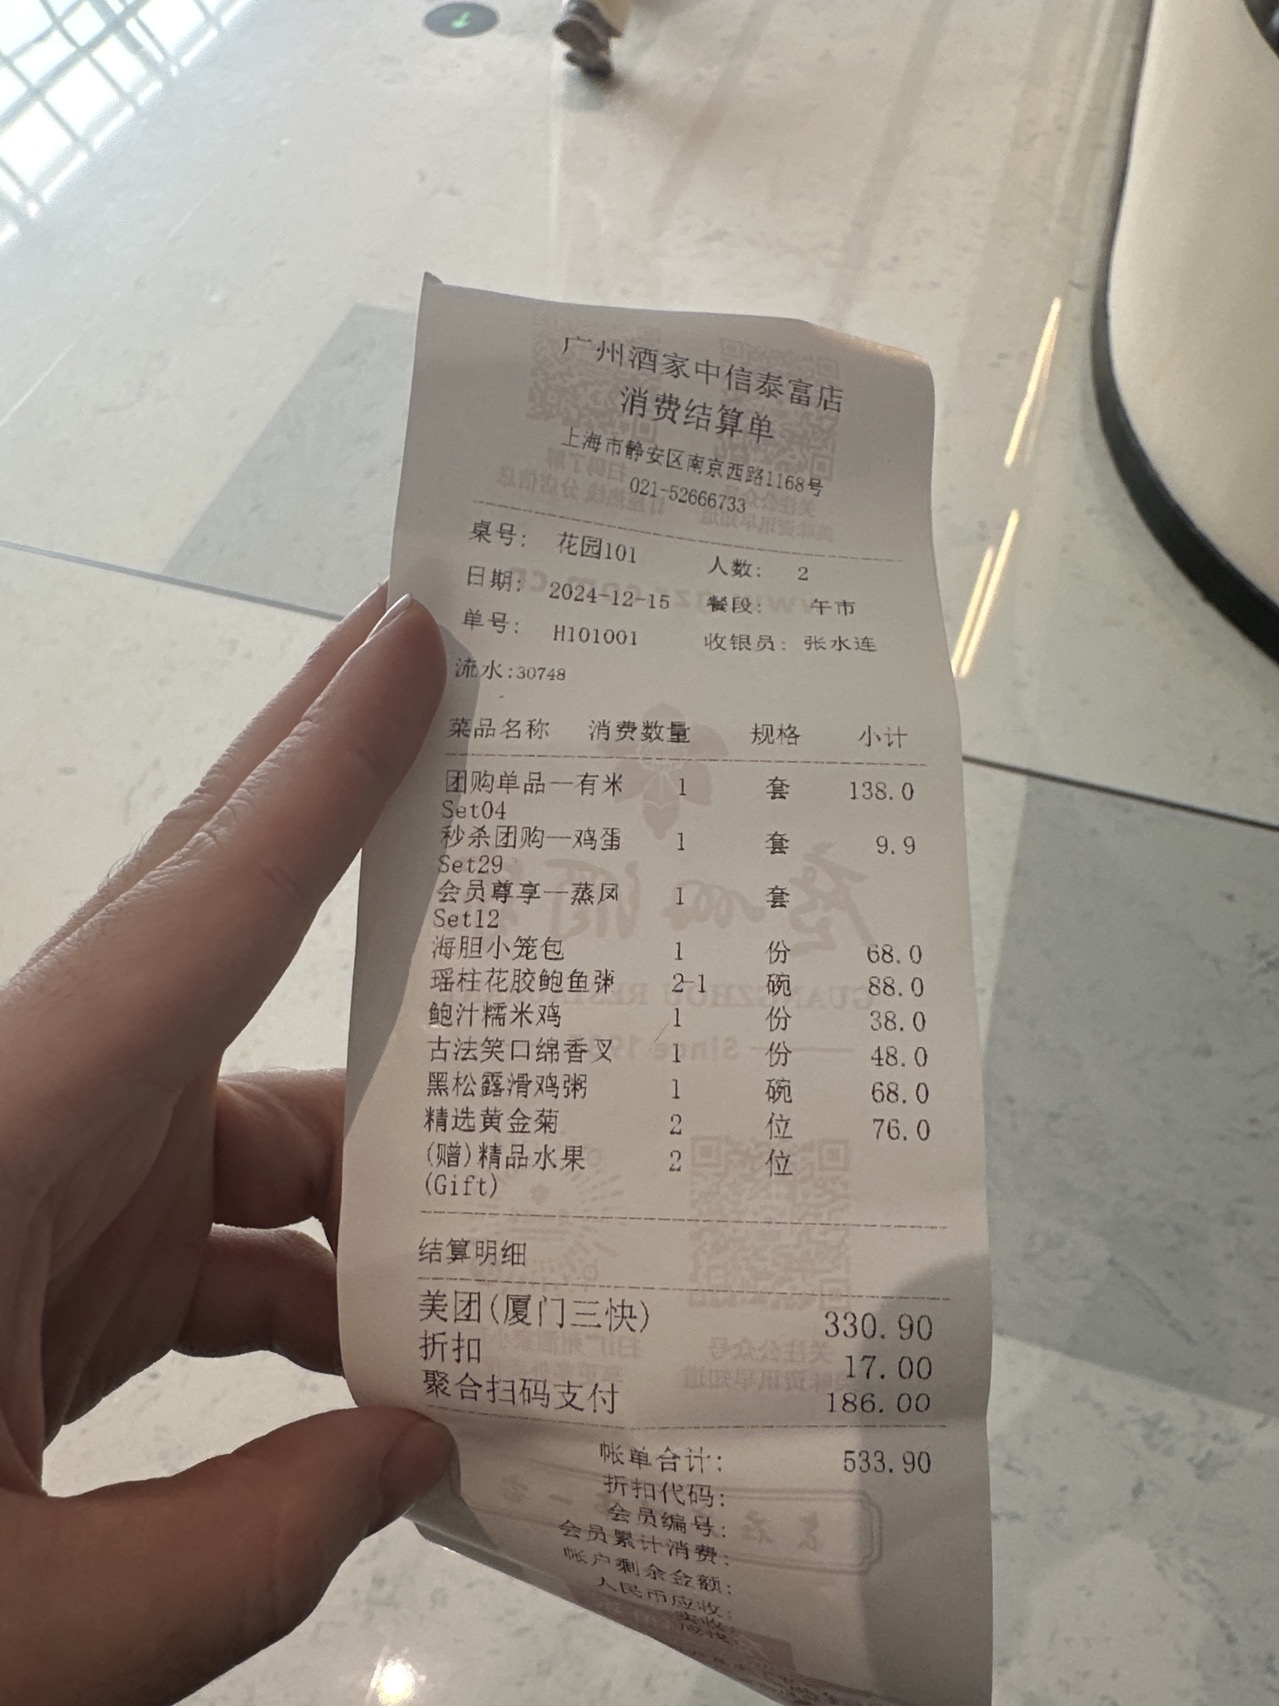 广州酒家中信泰富店
消费结算单
上海市静安区南京西路1168号
021-52666733
桌号: 花园101 人数: 2
日期: 2024-12-15 餐段: 午市
单号: H101001 收银员: 张水连
流水:30748
菜品名称 消费数量 规格 小计
团购单品—有米 1 套 138.0
Set04
秒杀团购—鸡蛋 1 套 9.9
Set29
会员尊享—蒸凤 1 套
Set12
海胆小笼包 1 份 68.0
瑶柱花胶鲍鱼粥 2-1 碗 88.0
鲍汁糯米鸡 1 份 38.0
古法笑口绵香叉 1 份 48.0
黑松露滑鸡粥 1 碗 68.0
精选黄金菊 2 位 76.0
(赠)精品水果 2 位
(Gift)
结算明细
美团(厦门三快) 330.90
折扣 17.00
聚合扫码支付 186.00
帐单合计: 533.90
折扣代码:
会员编号:
会员累计消费:
帐户剩余金额:
人民币应收:
实收: